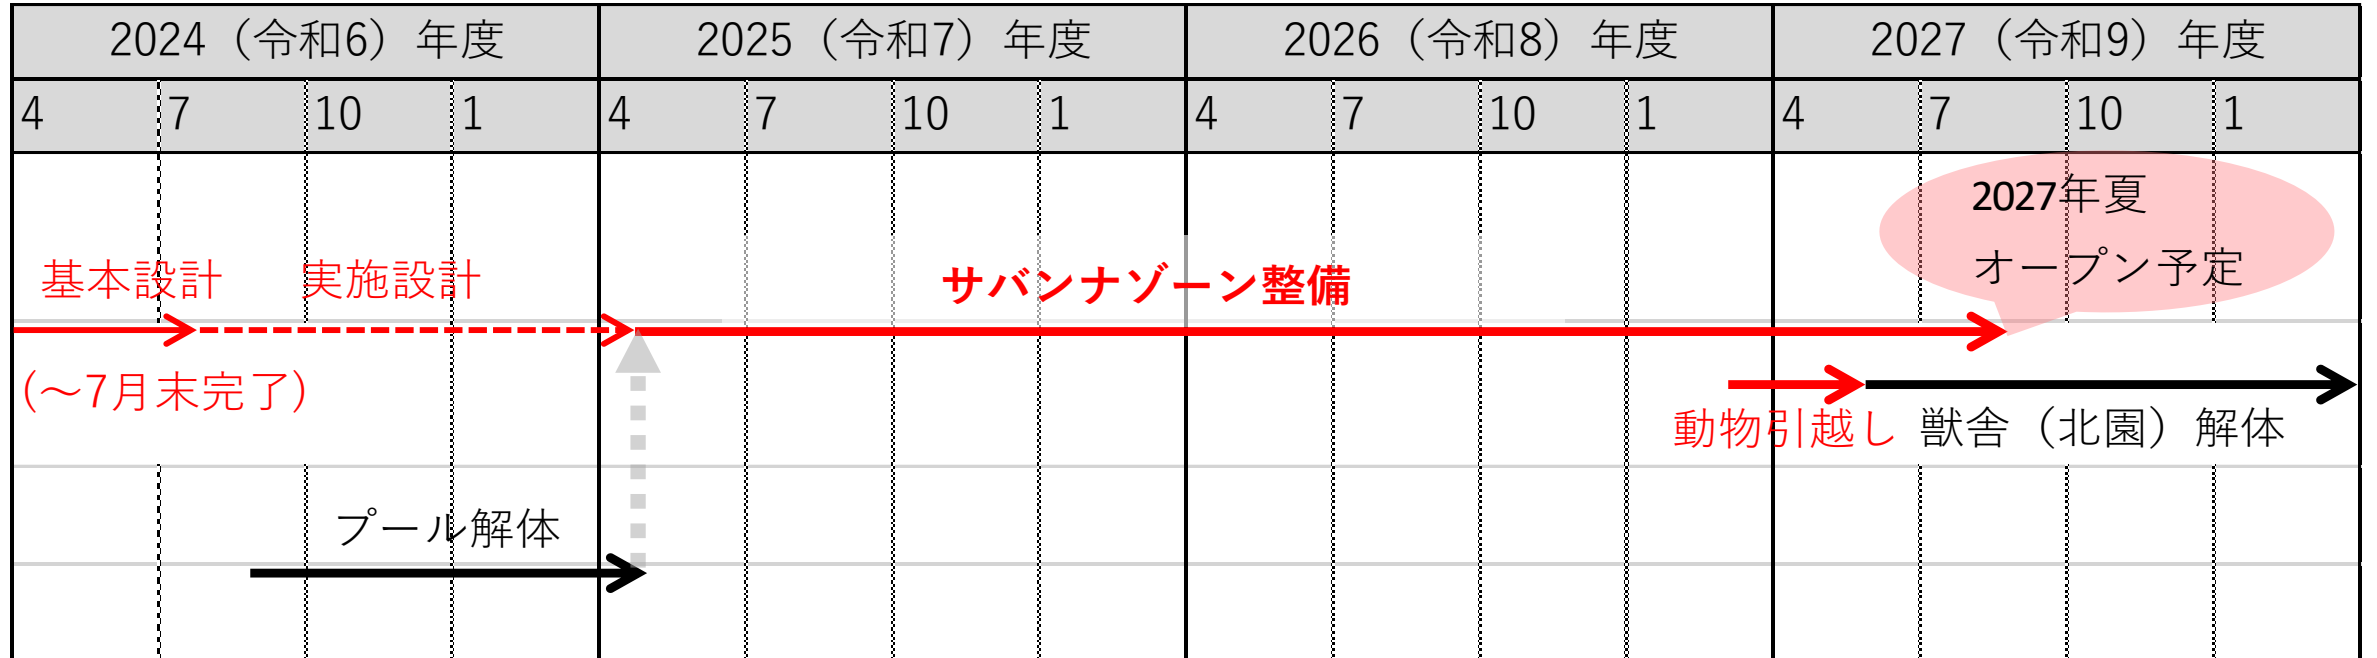 2024（令和6）年度 2025（令和7）年度 2026（令和8）年度 2027（令和9）年度
4 7 10 1 4 7 10 1 4 7 10 1 4 7 10 1
2027年夏
オープン予定
基本設計 実施設計 サバンナゾーン整備
(～7月末完了)
動物引越し 獣舎（北園）解体
プール解体